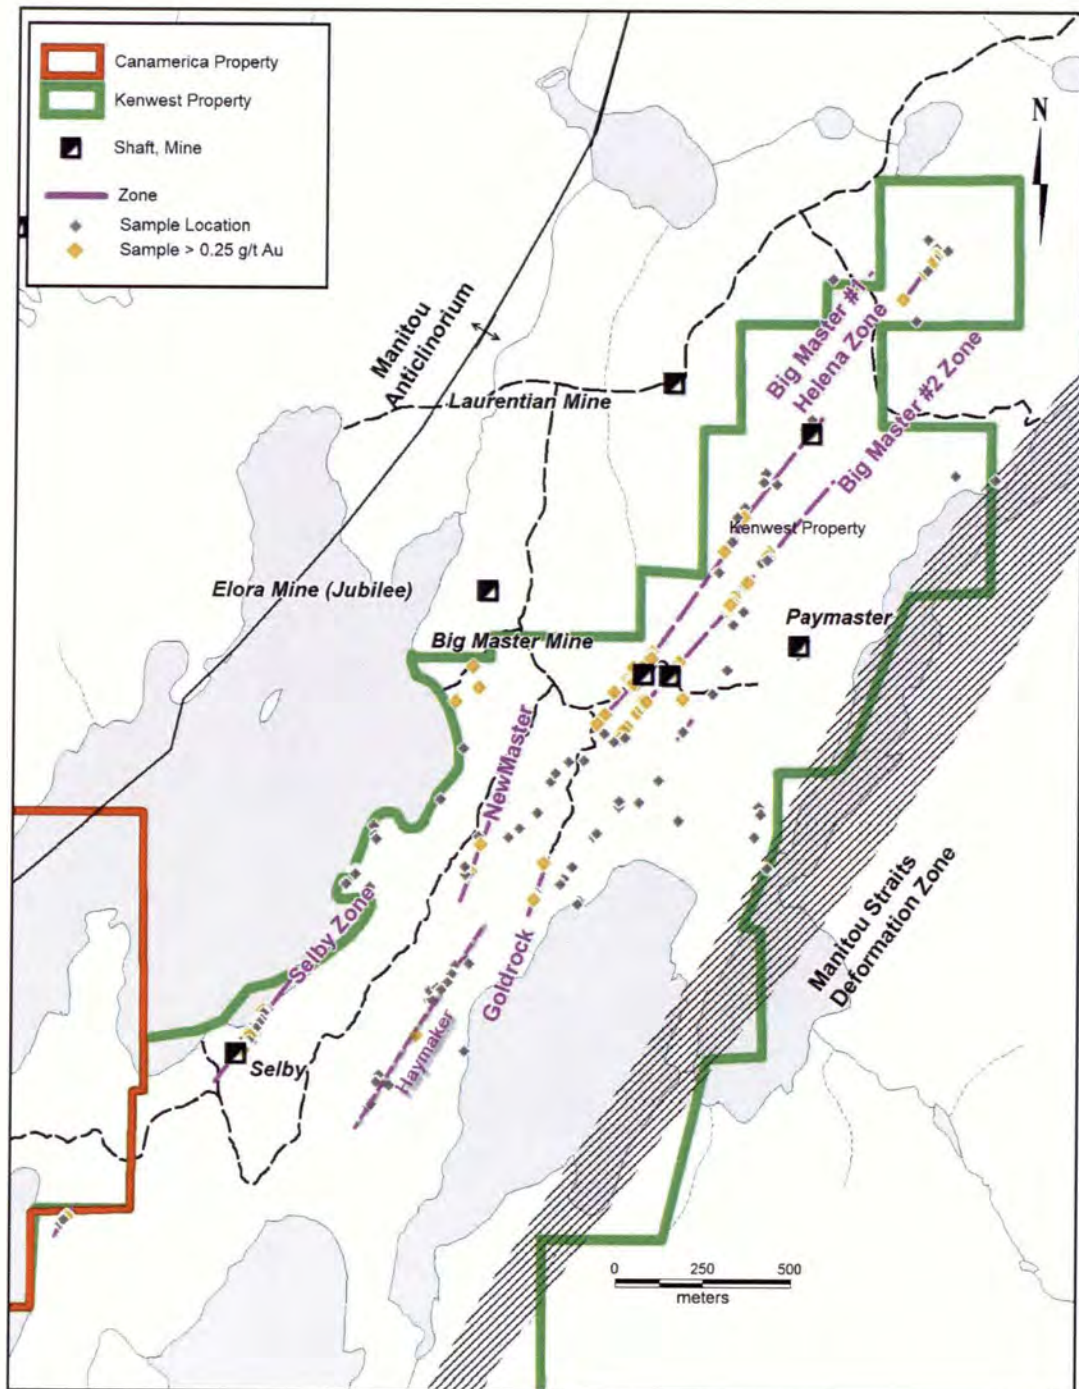 Canamerica Property
Kenwest Property
Shaft, Mine
Zone
Sample Location
Sample > 0.25 g/t Au
N
Manitou
Anticlinorium
Big Master #1
Helena Zone
Big Master #2 Zone
Laurentian Mine
Kenwest Property
Elora Mine (Jubilee)
Paymaster
Big Master Mine
NewMaster
Manitou Straits
Deformation Zone
Selby Zone
Goldrock
Haymaker
Selby
0 250 500
meters